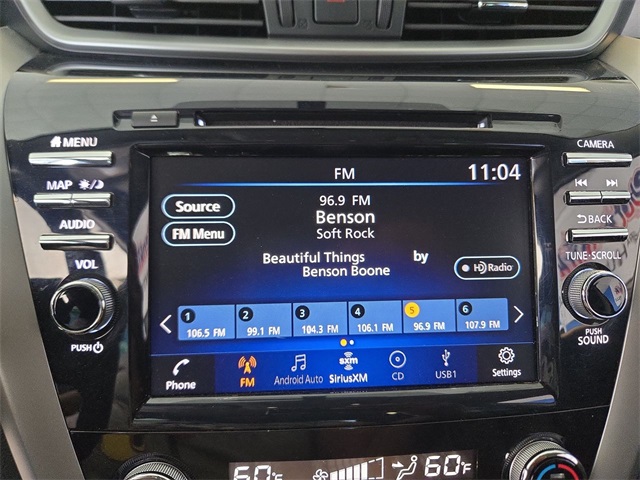 MENU
MAP
AUDIO
VOL
PUSH
FM
11:04
Source
FM Menu
96.9 FM
Benson
Soft Rock
Beautiful Things by
Benson Boone
HD Radio
1 2 3 4 5 6
106.5 FM 99.1 FM 104.3 FM 106.1 FM 96.9 FM 107.9 FM
Phone FM Android Auto sxm SiriusXM CD USB1 Settings
CAMERA
BACK
TUNE·SCROLL
PUSH
SOUND
60°F 60°F